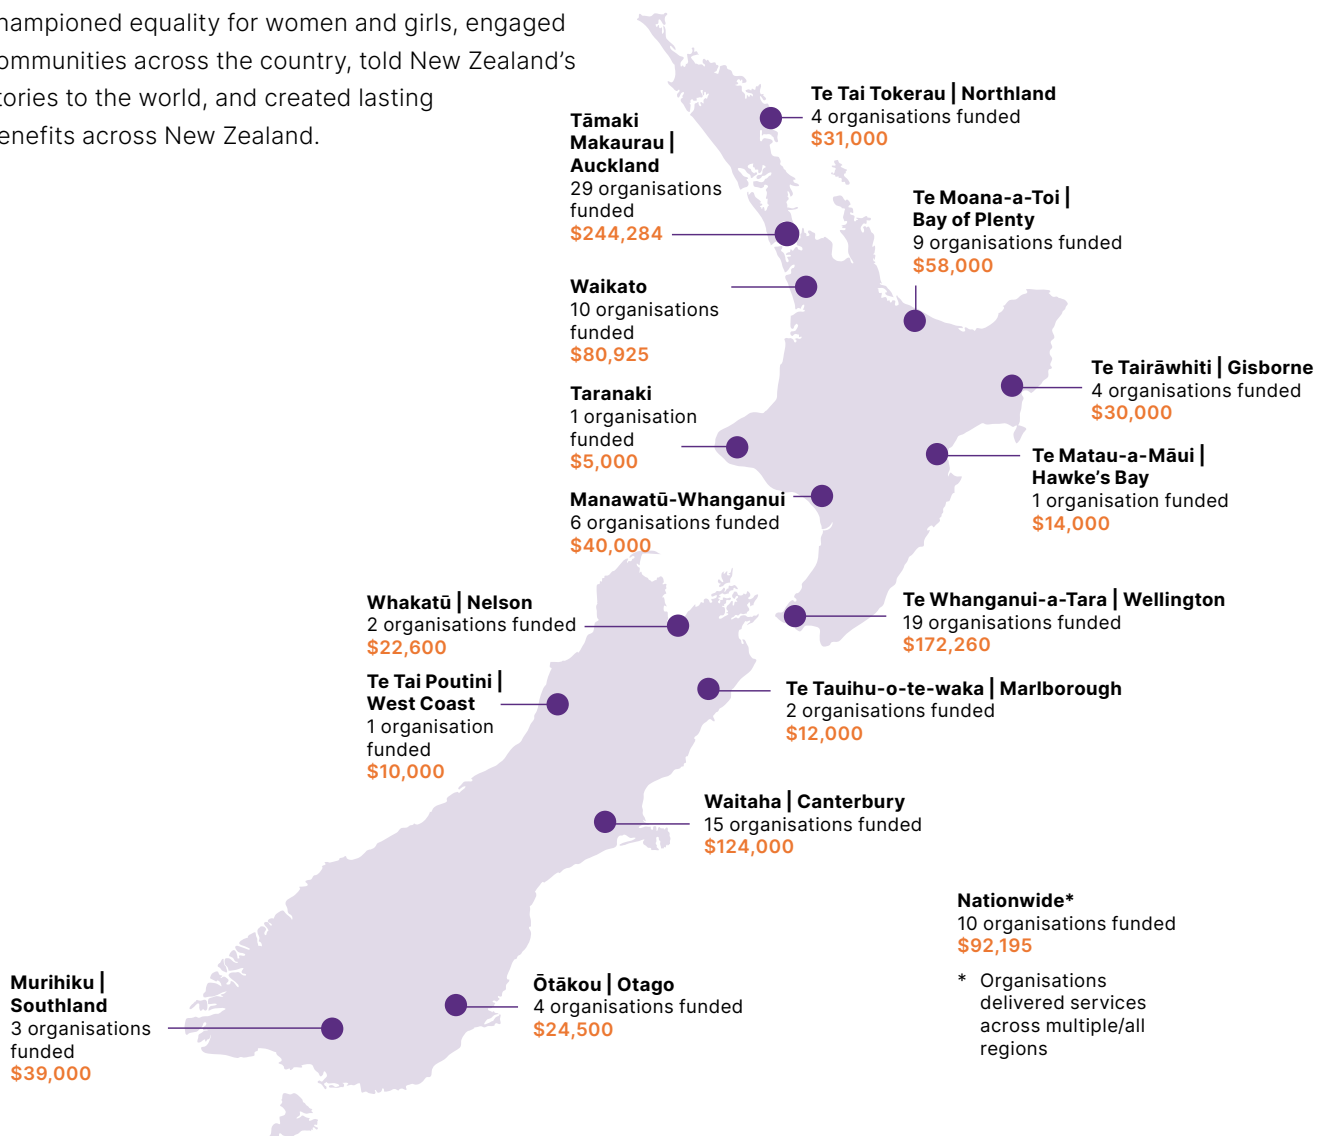 hampioned equality for women and girls, engaged
ommunities across the country, told New Zealand’s
tories to the world, and created lasting
enefits across New Zealand.
Te Tai Tokerau | Northland
4 organisations funded
$31,000
Tāmaki
Makaurau |
Auckland
29 organisations
funded
$244,284
Te Moana-a-Toi |
Bay of Plenty
9 organisations funded
$58,000
Waikato
10 organisations
funded
$80,925
Te Tairāwhiti | Gisborne
4 organisations funded
$30,000
Taranaki
1 organisation
funded
$5,000
Te Matau-a-Māui |
Hawke’s Bay
1 organisation funded
$14,000
Manawatū-Whanganui
6 organisations funded
$40,000
Whakatū | Nelson
2 organisations funded
$22,600
Te Whanganui-a-Tara | Wellington
19 organisations funded
$172,260
Te Tai Poutini |
West Coast
1 organisation
funded
$10,000
Te Tauihu-o-te-waka | Marlborough
2 organisations funded
$12,000
Waitaha | Canterbury
15 organisations funded
$124,000
Nationwide*
10 organisations funded
$92,195
* Organisations
delivered services
across multiple/all
regions
Murihiku |
Southland
3 organisations
funded
$39,000
Ōtākou | Otago
4 organisations funded
$24,500